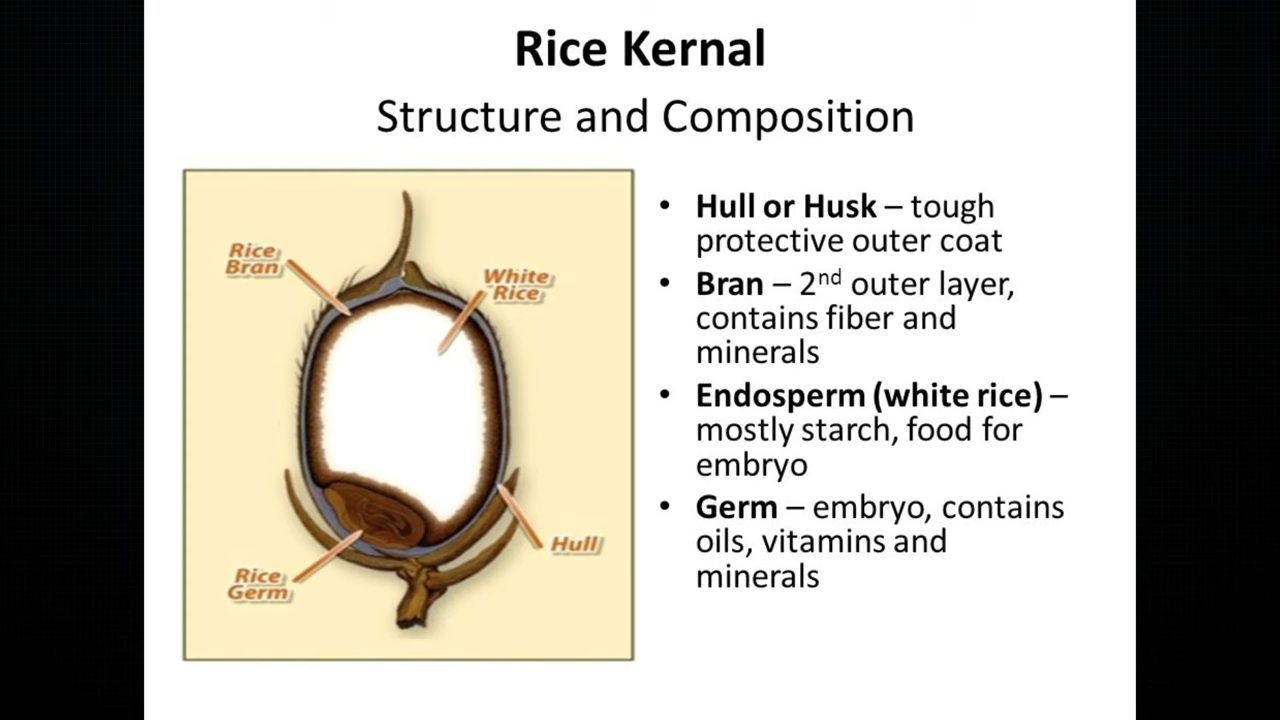 Rice Kernal
Structure and Composition
Rice
Bran
White
Rice
Hull
Rice
Germ
• Hull or Husk – tough
protective outer coat
• Bran – 2nd outer layer,
contains fiber and
minerals
• Endosperm (white rice) –
mostly starch, food for
embryo
• Germ – embryo, contains
oils, vitamins and
minerals